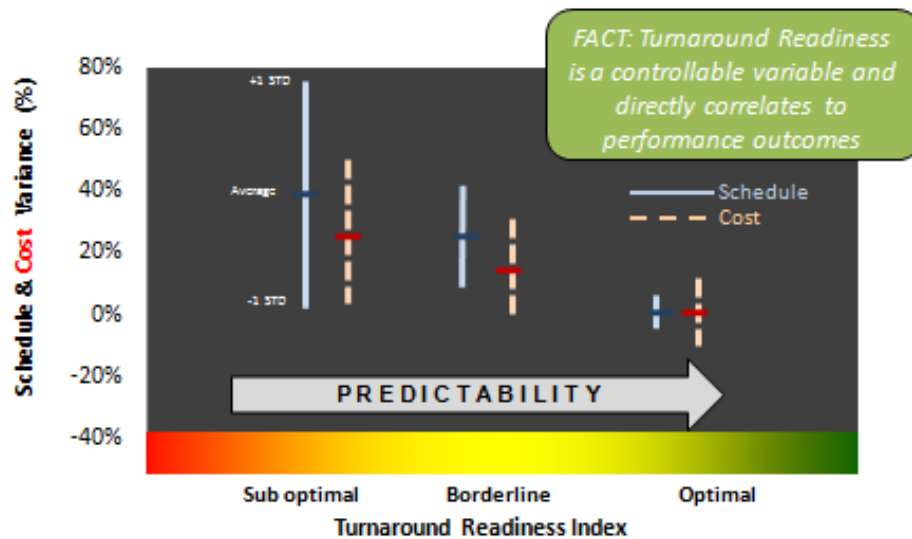 FACT: Turnaround Readiness
is a controllable variable and
directly correlates to
performance outcomes
Schedule & Cost Variance (%)
80%
60%
40%
20%
0%
-20%
-40%
+1 STD
Average
-1 STD
Schedule
Cost
PREDICTABILITY
Sub optimal
Borderline
Optimal
Turnaround Readiness Index